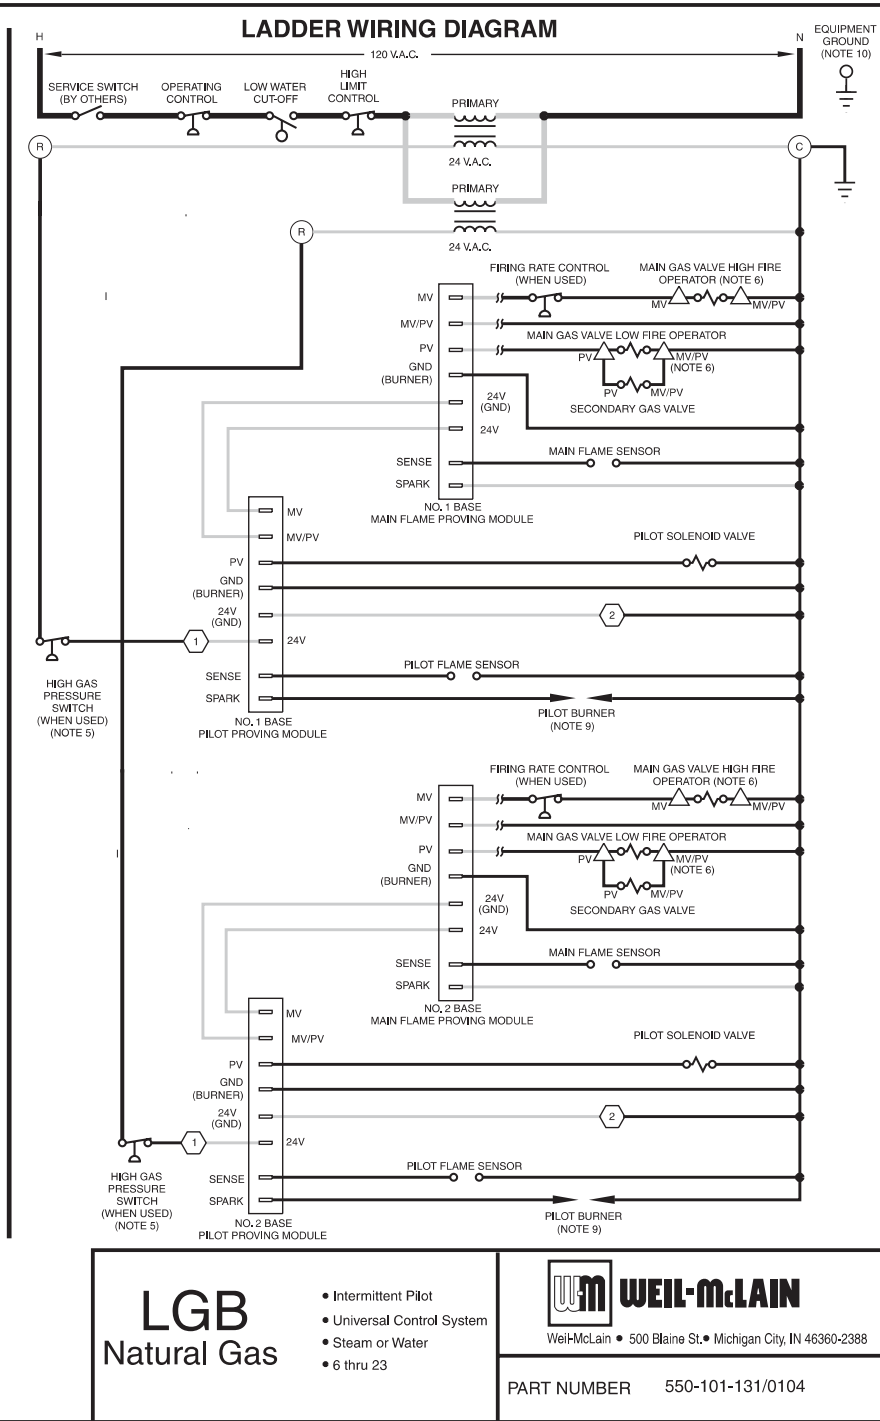 LADDER WIRING DIAGRAM
H
120 V.A.C.
N
EQUIPMENT
GROUND
(NOTE 10)
SERVICE SWITCH
(BY OTHERS)
OPERATING
CONTROL
LOW WATER
CUT-OFF
HIGH
LIMIT
CONTROL
PRIMARY
R
24 V.A.C.
C
PRIMARY
R
24 V.A.C.
FIRING RATE CONTROL
(WHEN USED)
MAIN GAS VALVE HIGH FIRE
OPERATOR (NOTE 6)
MV
MV
MV/PV
MV/PV
MAIN GAS VALVE LOW FIRE OPERATOR
PV
PV
MV/PV
(NOTE 6)
GND
(BURNER)
PV
MV/PV
24V
(GND)
SECONDARY GAS VALVE
24V
MAIN FLAME SENSOR
SENSE
SPARK
NO. 1 BASE
MAIN FLAME PROVING MODULE
MV
MV/PV
PILOT SOLENOID VALVE
PV
GND
(BURNER)
24V
(GND)
2
1
24V
PILOT FLAME SENSOR
SENSE
SPARK
HIGH GAS
PRESSURE
SWITCH
(WHEN USED)
(NOTE 5)
PILOT BURNER
(NOTE 9)
NO. 1 BASE
PILOT PROVING MODULE
FIRING RATE CONTROL
(WHEN USED)
MAIN GAS VALVE HIGH FIRE
OPERATOR (NOTE 6)
MV
MV
MV/PV
MV/PV
MAIN GAS VALVE LOW FIRE OPERATOR
PV
PV
MV/PV
(NOTE 6)
GND
(BURNER)
PV
MV/PV
24V
(GND)
SECONDARY GAS VALVE
24V
MAIN FLAME SENSOR
SENSE
SPARK
NO. 2 BASE
MAIN FLAME PROVING MODULE
MV
MV/PV
PILOT SOLENOID VALVE
PV
GND
(BURNER)
24V
(GND)
2
1
24V
PILOT FLAME SENSOR
SENSE
SPARK
HIGH GAS
PRESSURE
SWITCH
(WHEN USED)
(NOTE 5)
PILOT BURNER
(NOTE 9)
NO. 2 BASE
PILOT PROVING MODULE
LGB
Natural Gas
• Intermittent Pilot
• Universal Control System
• Steam or Water
• 6 thru 23
WEIL-McLAIN
Weil-McLain • 500 Blaine St. • Michigan City, IN 46360-2388
PART NUMBER 550-101-131/0104